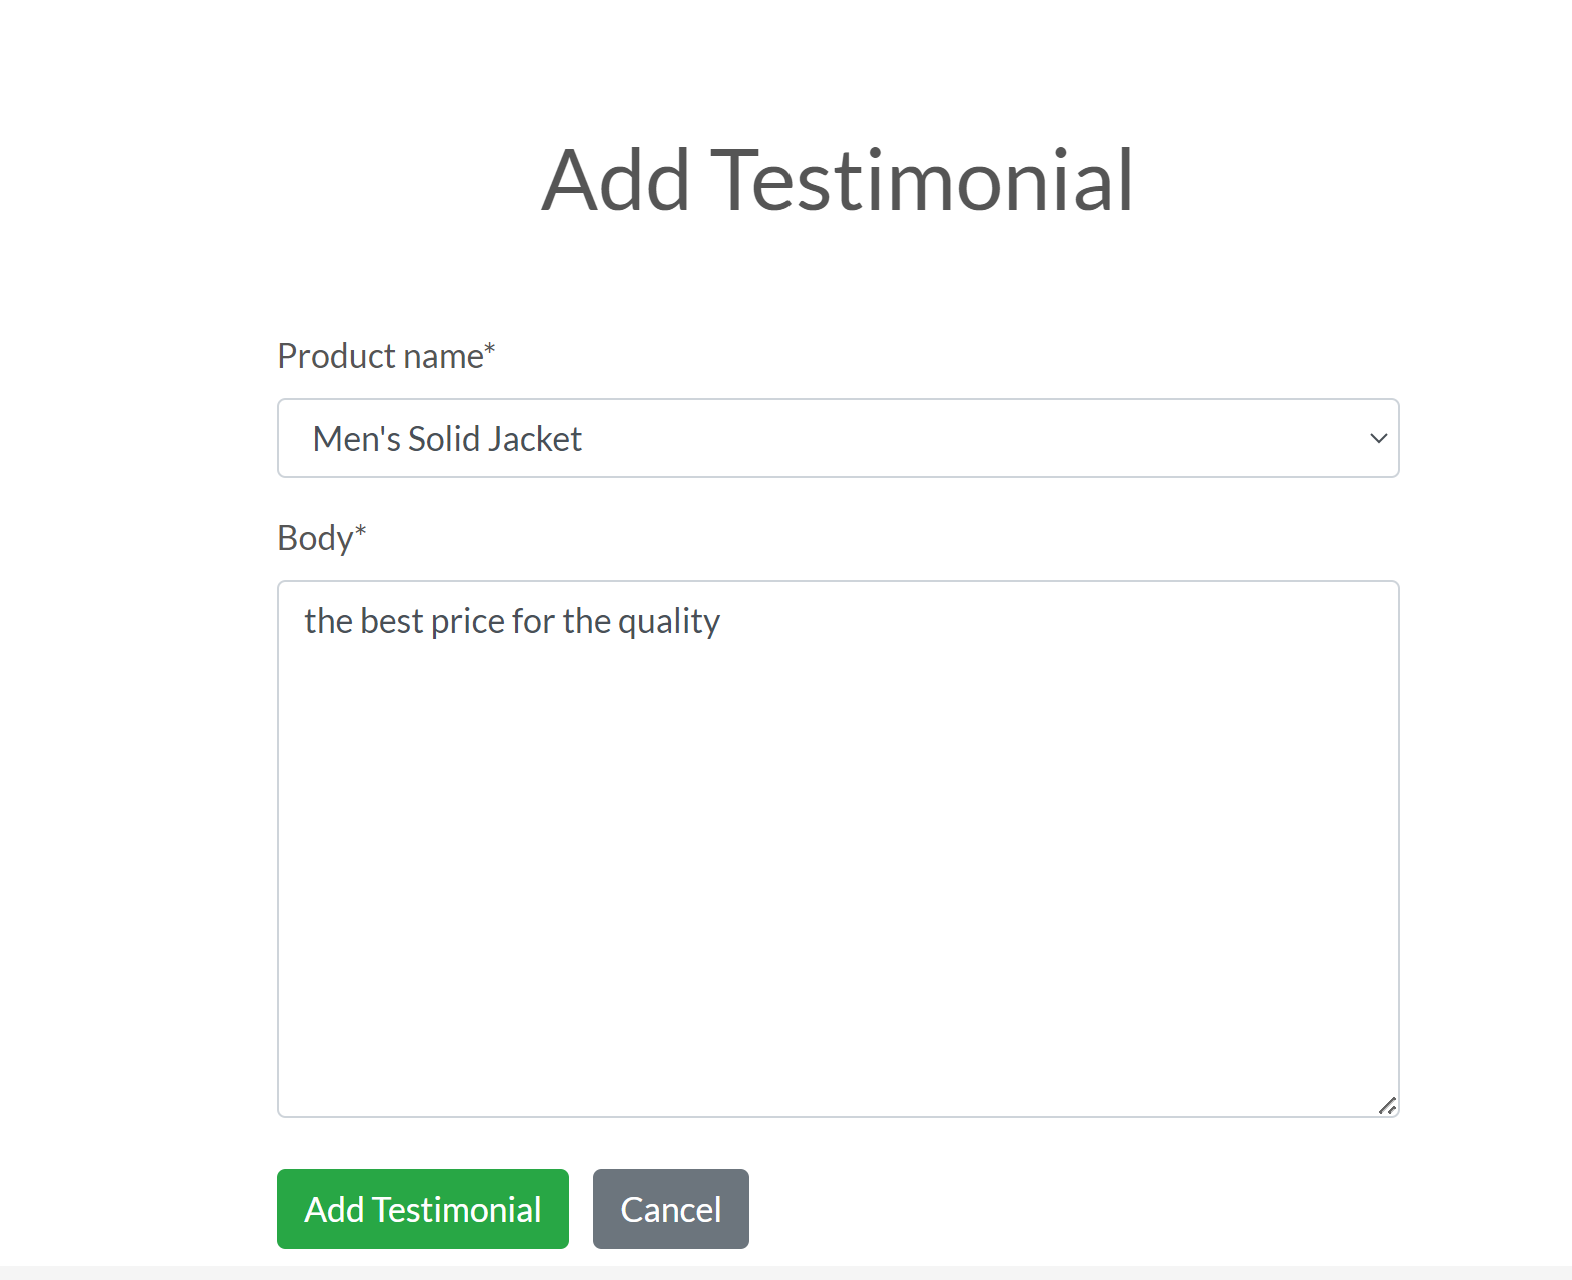 Add Testimonial
Product name*
Men's Solid Jacket
Body*
the best price for the quality
Add Testimonial
Cancel